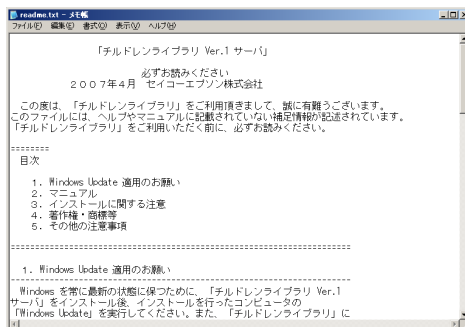 readme.txt - メモ帳
ファイル(F) 編集(E) 書式(O) 表示(V) ヘルプ(H)
「チルドレンライブラリ Ver.1 サーバ」
必ずお読みください
２００７年４月 セイコーエプソン株式会社
この度は、「チルドレンライブラリ」をご利用頂きまして、誠に有難うございます。
このファイルには、ヘルプやマニュアルに記載されていない補足情報が記述されています。
「チルドレンライブラリ」をご利用いただく前に、必ずお読みください。
========
目次
１．Windows Update 適用のお願い
２．マニュアル
３．インストールに関する注意
４．著作権・商標等
５．その他の注意事項
========================================================================
１．Windows Update 適用のお願い
------------------------------------------------------------------------
Windows を常に最新の状態に保つために、「チルドレンライブラリ Ver.1
サーバ」をインストール後、インストールを行ったコンピュータの
「Windows Update」を実行してください。また、「チルドレンライブラリ」に